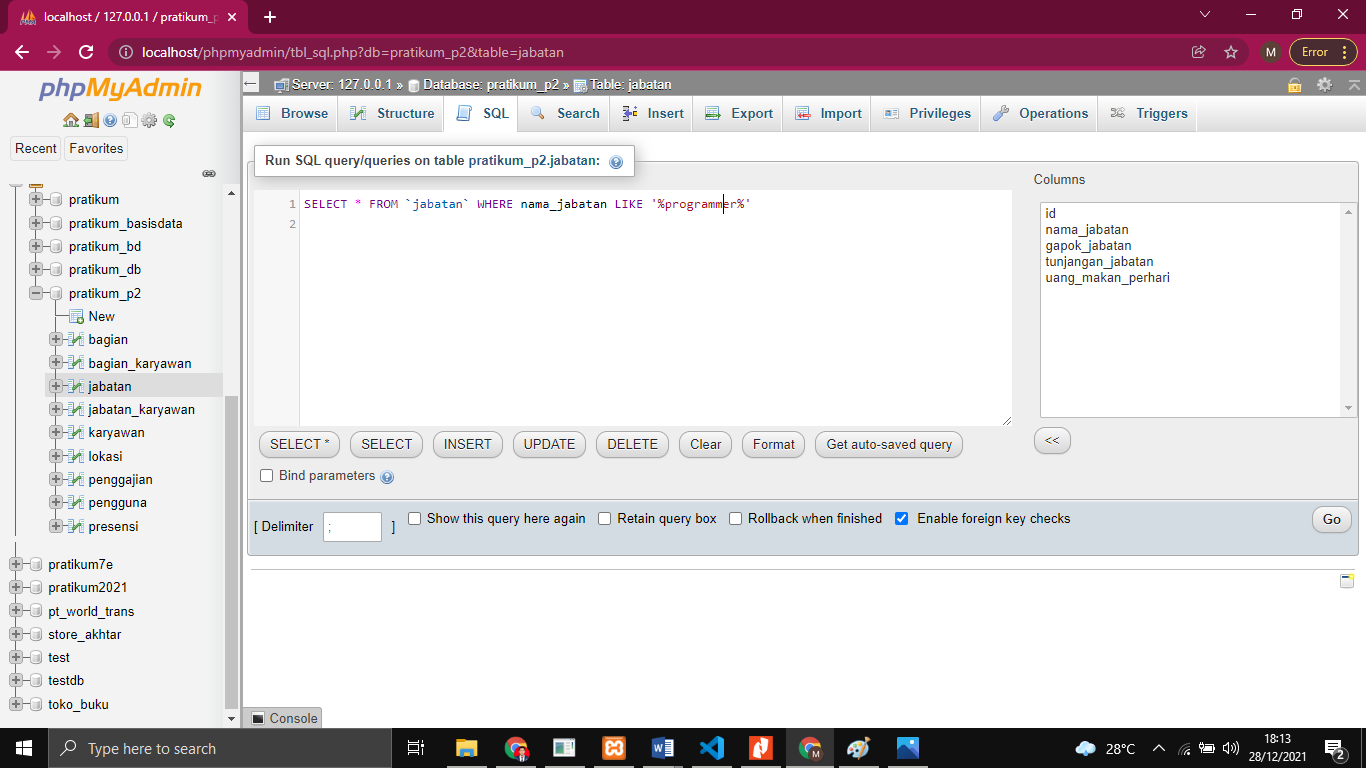 localhost / 127.0.0.1 / pratikum_p
localhost/phpmyadmin/tbl_sql.php?db=pratikum_p2&table=jabatan
M
Error
phpMyAdmin
Recent
Favorites
pratikum
pratikum_basisdata
pratikum_bd
pratikum_db
pratikum_p2
New
bagian
bagian_karyawan
jabatan
jabatan_karyawan
karyawan
lokasi
penggajian
pengguna
presensi
pratikum7e
pratikum2021
pt_world_trans
store_akhtar
test
testdb
toko_buku
Server: 127.0.0.1 » Database: pratikum_p2 » Table: jabatan
Browse
Structure
SQL
Search
Insert
Export
Import
Privileges
Operations
Triggers
Run SQL query/queries on table pratikum_p2.jabatan:
1 SELECT * FROM `jabatan` WHERE nama_jabatan LIKE '%programmer%'
2
Columns
id
nama_jabatan
gapok_jabatan
tunjangan_jabatan
uang_makan_perhari
SELECT *
SELECT
INSERT
UPDATE
DELETE
Clear
Format
Get auto-saved query
<<
Bind parameters
[ Delimiter ; ]
Show this query here again
Retain query box
Rollback when finished
Enable foreign key checks
Go
Console
Type here to search
28°C
18:13
28/12/2021
2